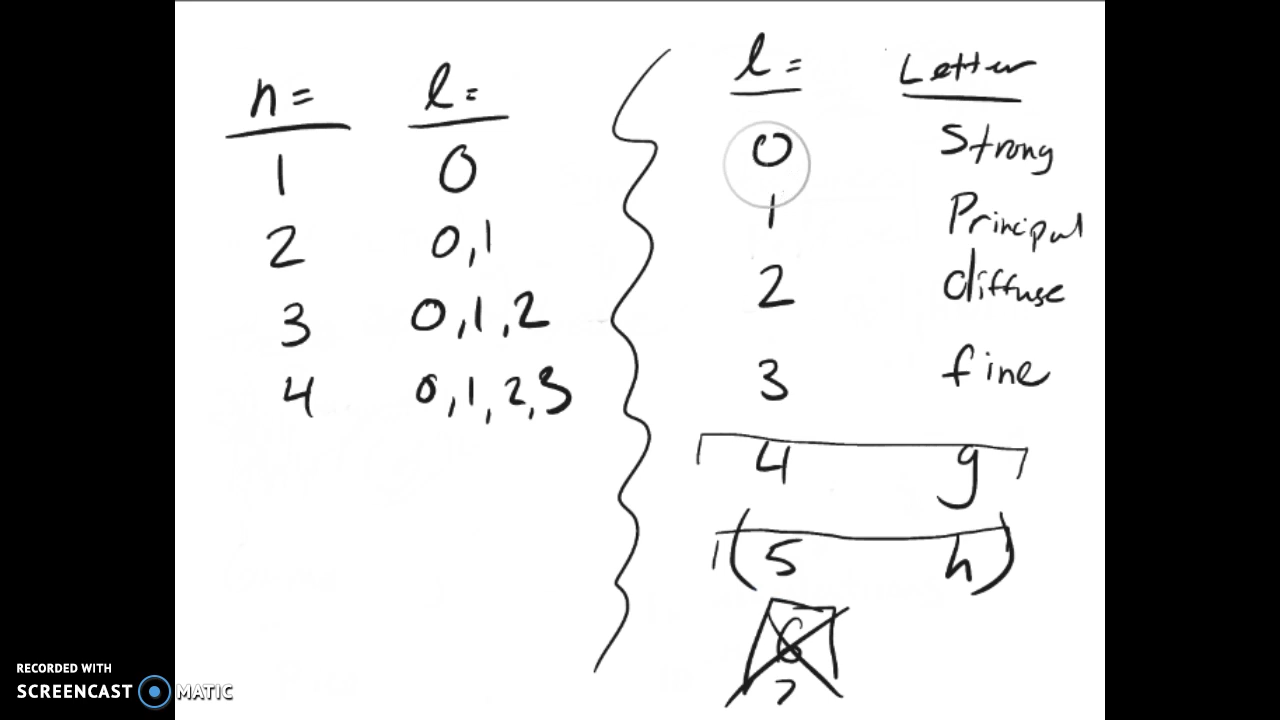 n= l=
1 0
2 0,1
3 0,1,2
4 0,1,2,3
l= Letter
0 Strong
1 Principal
2 diffuse
3 fine
4 g
(5 h)
6
7
RECORDED WITH
SCREENCAST MATIC